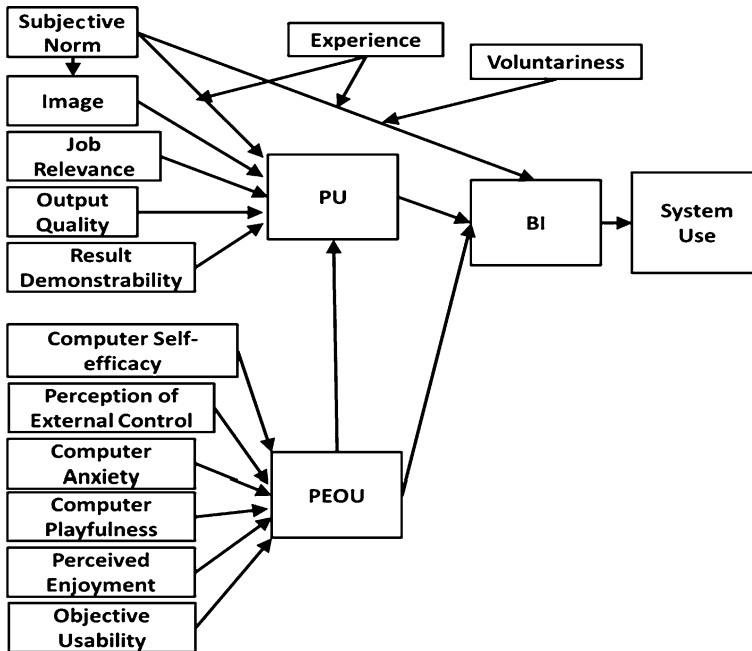 Subjective
Norm
Experience
Voluntariness
Image
Job
Relevance
Output
Quality
Result
Demonstrability
PU
BI
System
Use
Computer Self-
efficacy
Perception of
External Control
Computer
Anxiety
Computer
Playfulness
Perceived
Enjoyment
Objective
Usability
PEOU